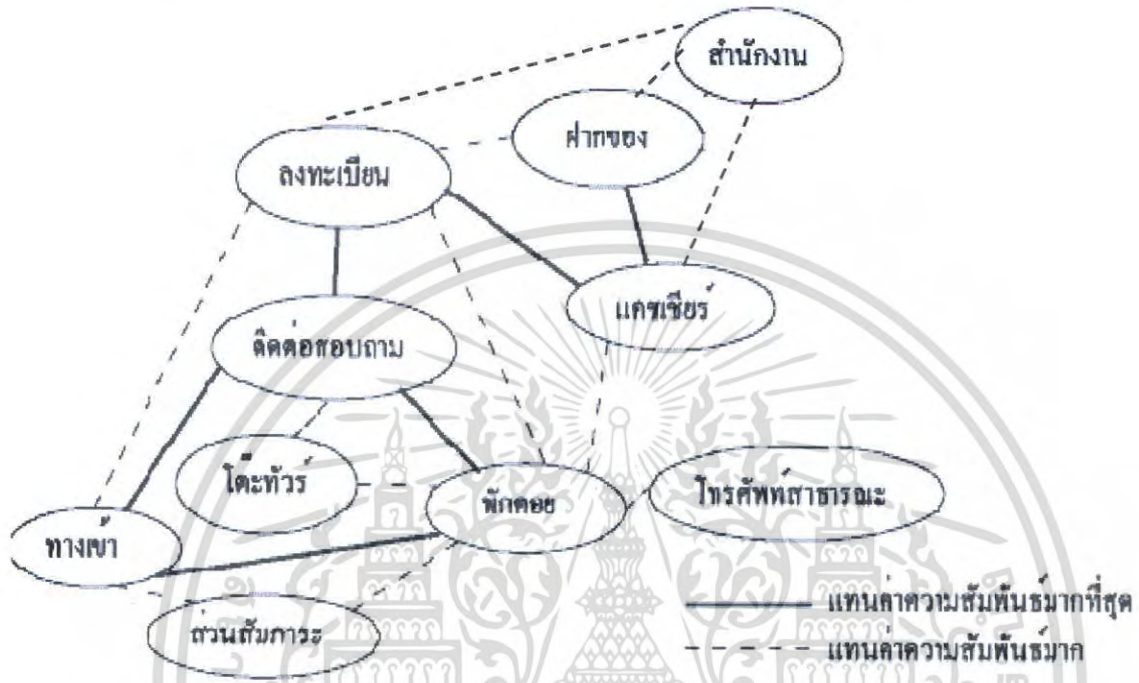 สำนักงาน
ฝากของ
ลงทะเบียน
แคชเชียร์
ติดต่อสอบถาม
โต๊ะทัวร์
พักคอย
โทรศัพท์สาธารณะ
ทางเข้า
ส่วนสัมภาระ
แทนค่าความสัมพันธ์มากที่สุด
แทนค่าความสัมพันธ์มาก